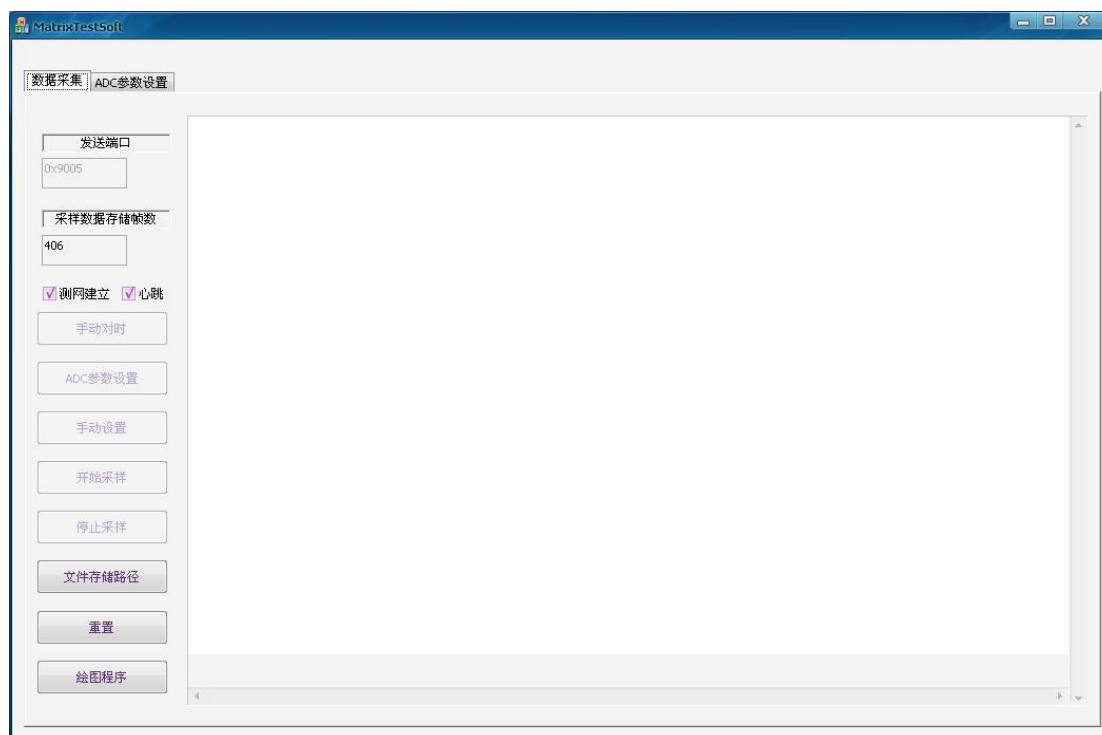 MatrixTestSoft
数据采集 ADC参数设置
发送端口
0x9005
采样数据存储帧数
406
测网建立 心跳
手动对时
ADC参数设置
手动设置
开始采样
停止采样
文件存储路径
重置
绘图程序